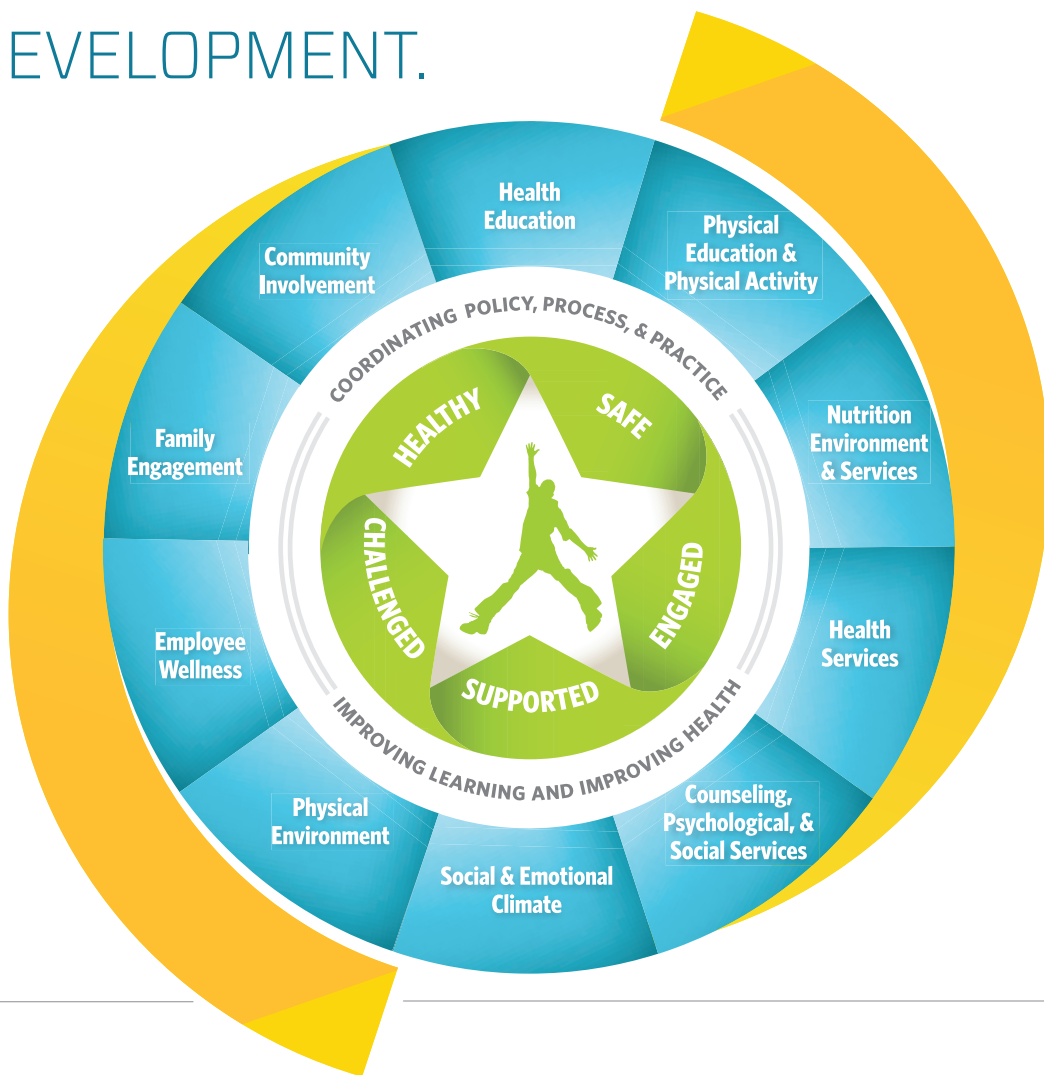 EVELOPMENT.
Health
Education
Physical
Education &
Physical Activity
Nutrition
Environment
& Services
Health
Services
Counseling,
Psychological, &
Social Services
Social & Emotional
Climate
Physical
Environment
Employee
Wellness
Family
Engagement
Community
Involvement
COORDINATING POLICY, PROCESS, & PRACTICE
IMPROVING LEARNING AND IMPROVING HEALTH
HEALTHY
SAFE
ENGAGED
SUPPORTED
CHALLENGED